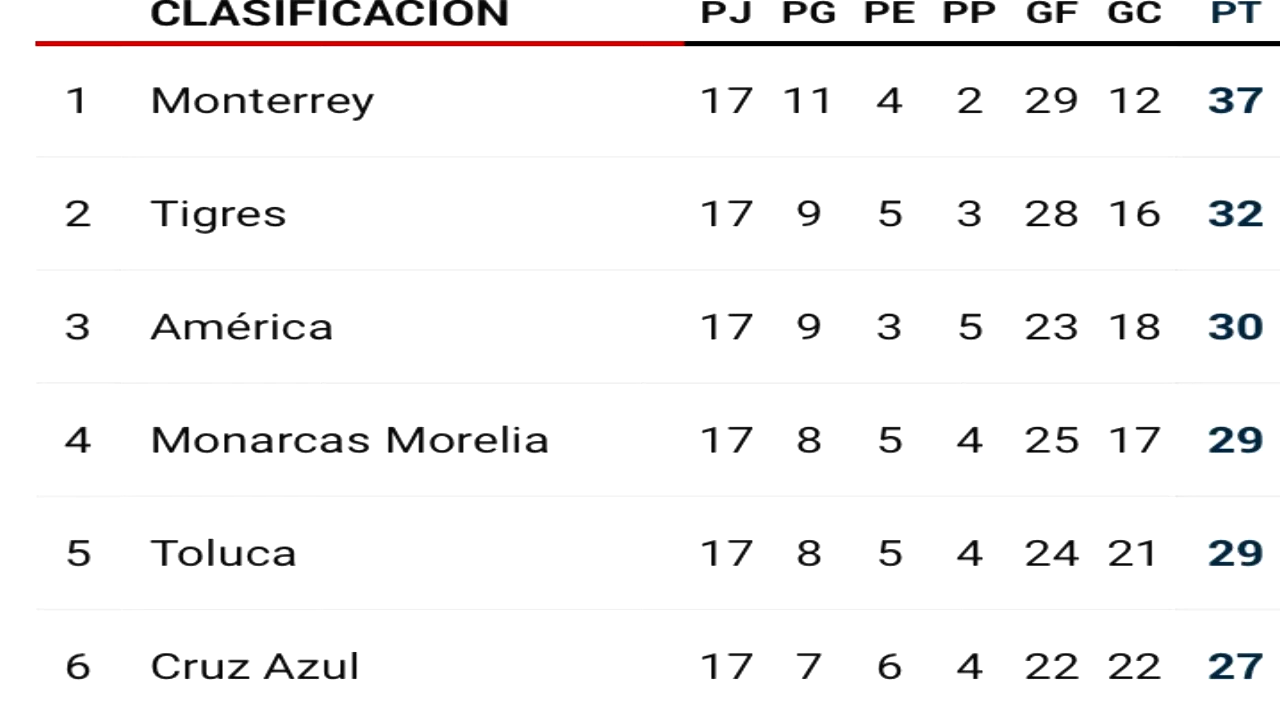 CLASIFICACIÓN PJ PG PE PP GF GC PT
1 Monterrey 17 11 4 2 29 12 37
2 Tigres 17 9 5 3 28 16 32
3 América 17 9 3 5 23 18 30
4 Monarcas Morelia 17 8 5 4 25 17 29
5 Toluca 17 8 5 4 24 21 29
6 Cruz Azul 17 7 6 4 22 22 27